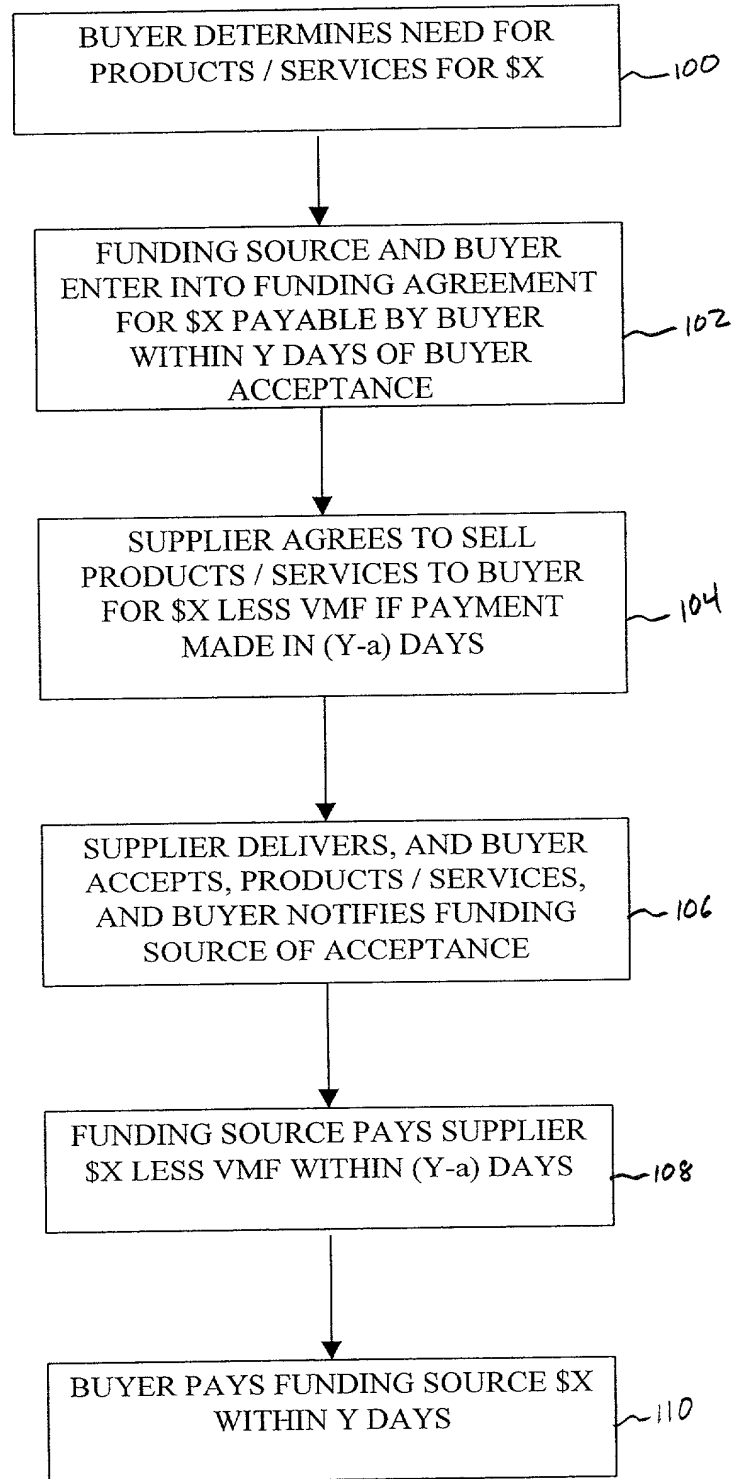 BUYER DETERMINES NEED FOR
PRODUCTS / SERVICES FOR $X
100
FUNDING SOURCE AND BUYER
ENTER INTO FUNDING AGREEMENT
FOR $X PAYABLE BY BUYER
WITHIN Y DAYS OF BUYER
ACCEPTANCE
102
SUPPLIER AGREES TO SELL
PRODUCTS / SERVICES TO BUYER
FOR $X LESS VMF IF PAYMENT
MADE IN (Y-a) DAYS
104
SUPPLIER DELIVERS, AND BUYER
ACCEPTS, PRODUCTS / SERVICES,
AND BUYER NOTIFIES FUNDING
SOURCE OF ACCEPTANCE
106
FUNDING SOURCE PAYS SUPPLIER
$X LESS VMF WITHIN (Y-a) DAYS
108
BUYER PAYS FUNDING SOURCE $X
WITHIN Y DAYS
110